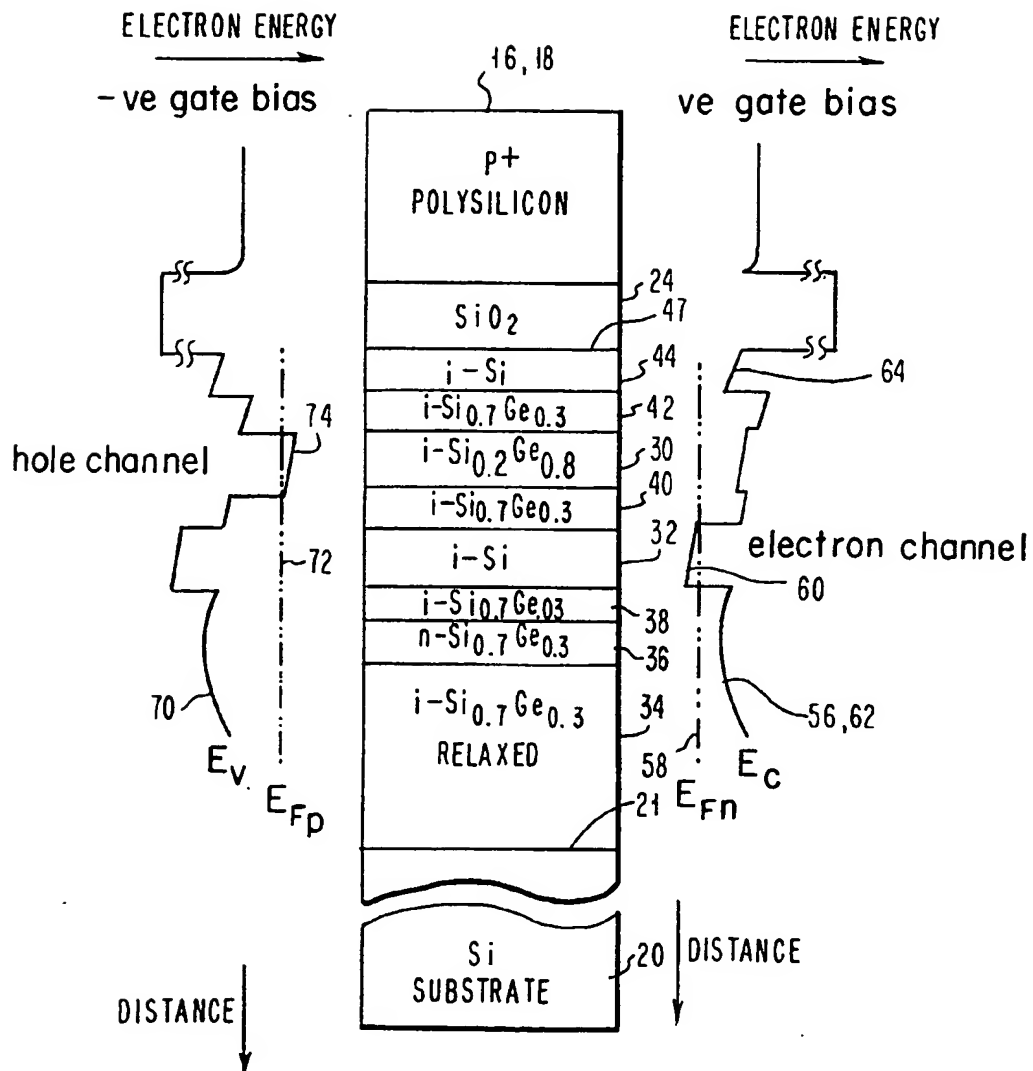 ELECTRON ENERGY
-ve gate bias
ELECTRON ENERGY
ve gate bias
16, 18
P+
POLYSILICON
24
SiO2
47
i-Si
44
64
i-Si0.7Ge0.3
42
74
hole channel
i-Si0.2Ge0.8
30
i-Si0.7Ge0.3
40
32
i-Si
electron channel
72
60
i-Si0.7Ge.03
38
n-Si0.7Ge0.3
36
70
i-Si0.7Ge0.3
RELAXED
34
56, 62
58
Ev
EFp
Ec
EFn
21
Si
SUBSTRATE
20
DISTANCE
DISTANCE